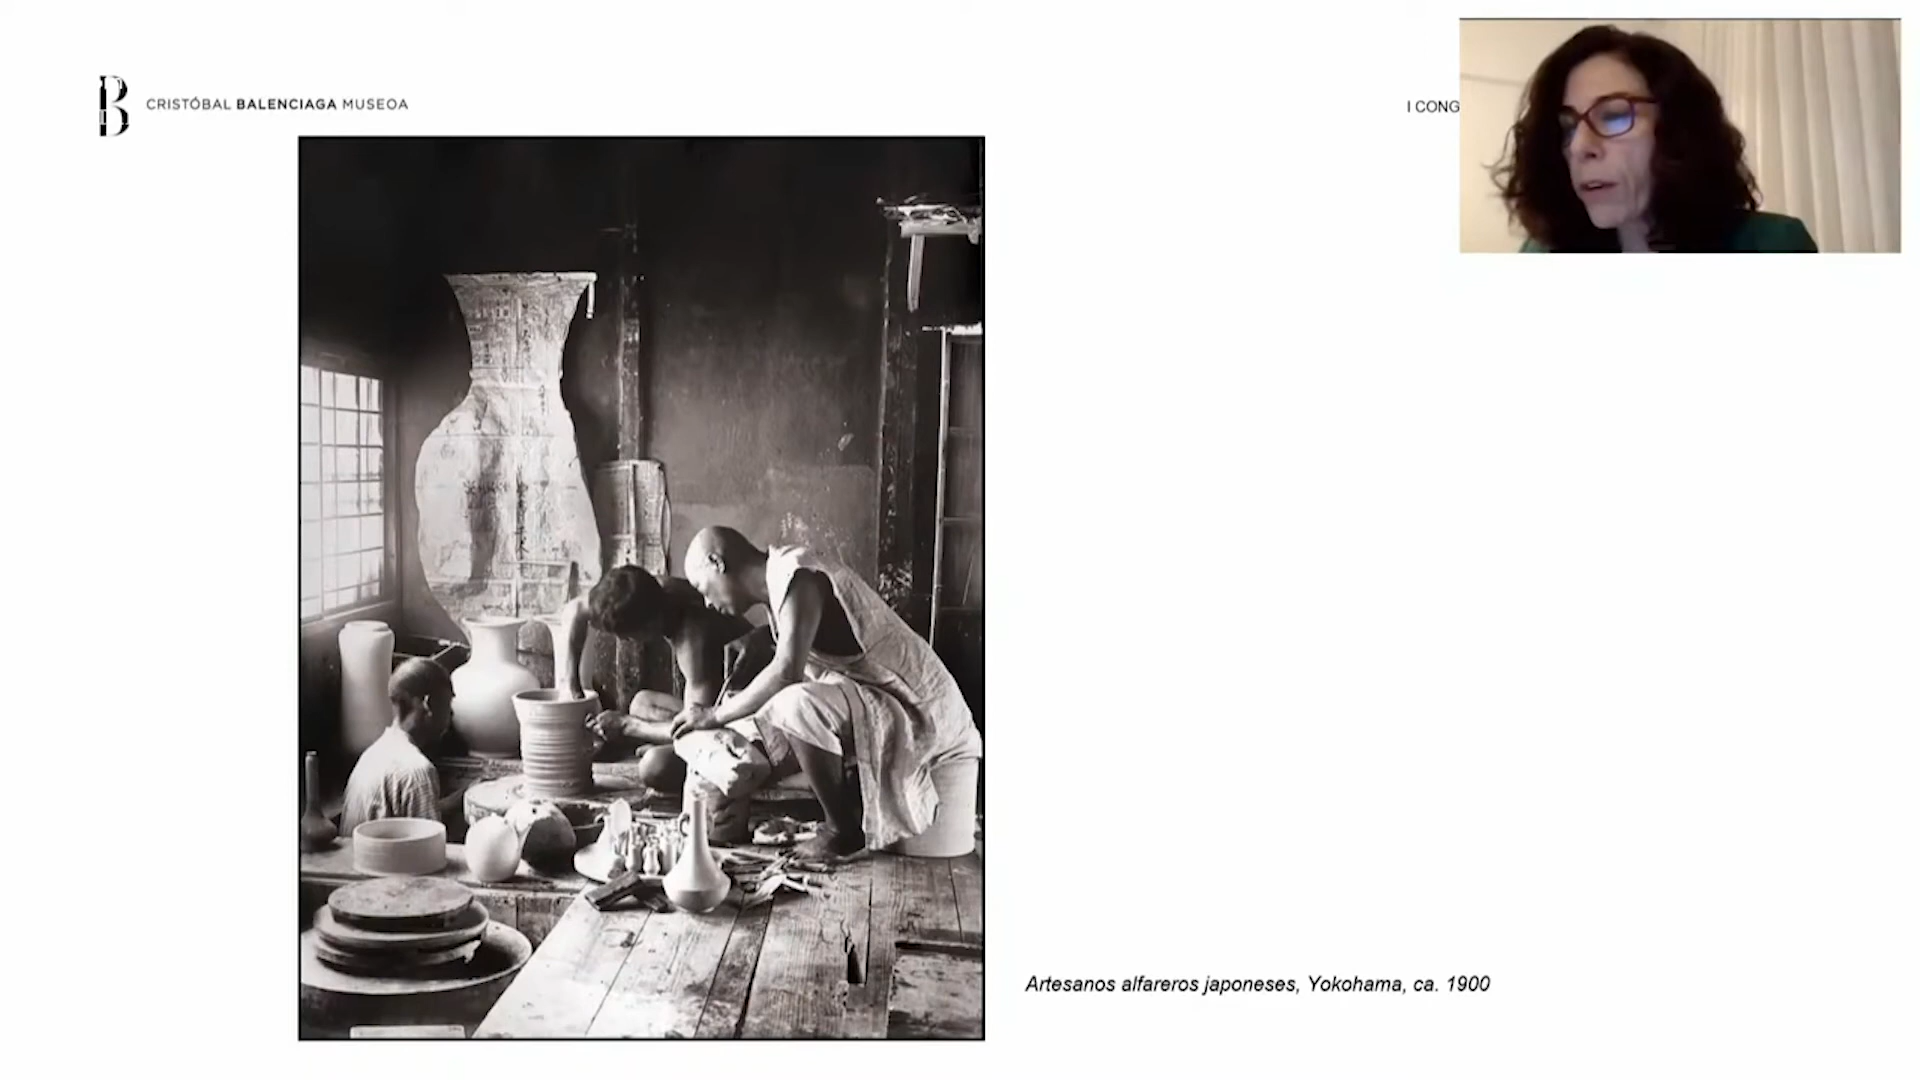 CRISTÓBAL BALENCIAGA MUSEOA
I CONG
Artesanos alfareros japoneses, Yokohama, ca. 1900